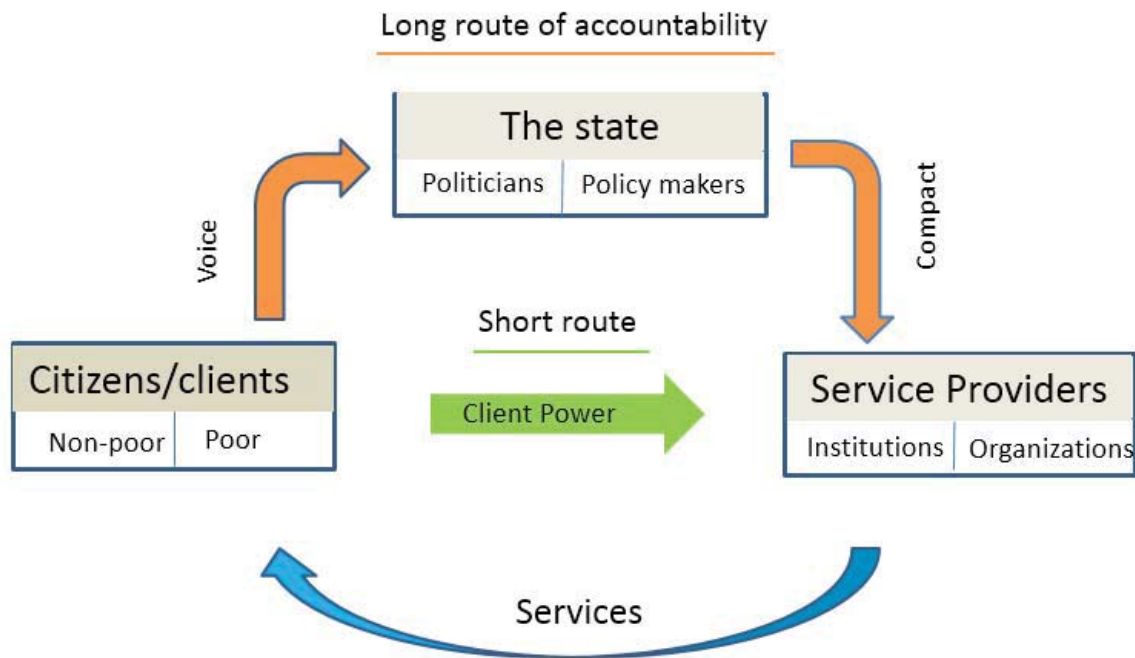 Long route of accountability
The state
Politicians
Policy makers
Voice
Compact
Short route
Citizens/clients
Non-poor
Poor
Client Power
Service Providers
Institutions
Organizations
Services